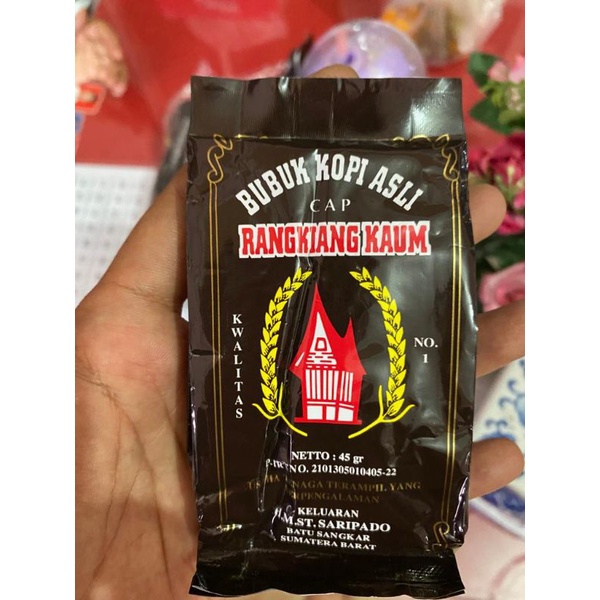 BUBUK KOPI ASLI
CAP
RANGKIANG KAUM
KWALITAS
NO.
1
NETTO : 45 gr
NO. 2101305010405-22
TERAMPIL YANG
KELUARAN
M.ST. SARIPADO
BATU SANGKAR
SUMATERA BARAT